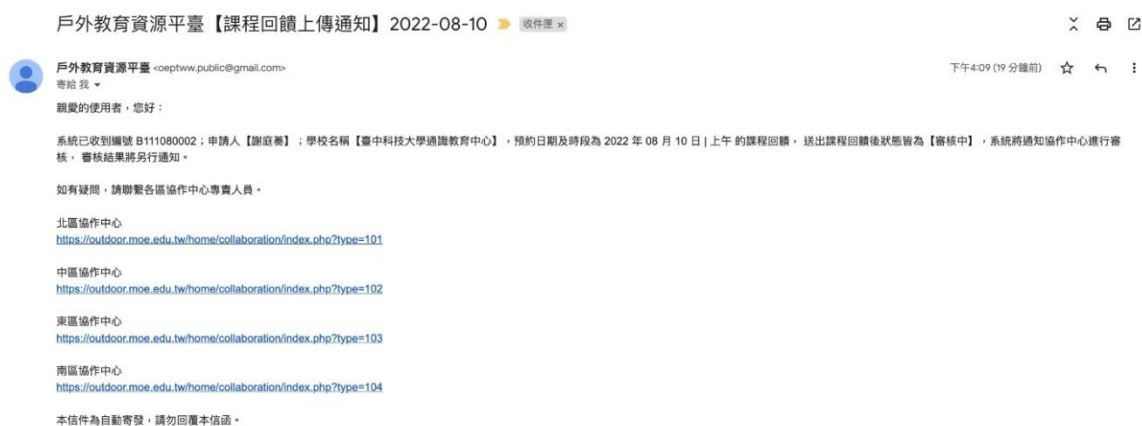 戶外教育資源平臺【課程回饋上傳通知】2022-08-10 收件匣 x
戶外教育資源平臺 <oeptww.public@gmail.com> 下午4:09 (19 分鐘前)
寄給 我
親愛的使用者，您好：
系統已收到編號 B111080002；申請人【謝庭蓁】；學校名稱【臺中科技大學通識教育中心】，預約日期及時段為 2022 年 08 月 10 日 | 上午 的課程回饋， 送出課程回饋後狀態皆為【審核中】，系統將通知協作中心進行審
核， 審核結果將另行通知。
如有疑問，請聯繫各區協作中心專責人員。
北區協作中心
https://outdoor.moe.edu.tw/home/collaboration/index.php?type=101
中區協作中心
https://outdoor.moe.edu.tw/home/collaboration/index.php?type=102
東區協作中心
https://outdoor.moe.edu.tw/home/collaboration/index.php?type=103
南區協作中心
https://outdoor.moe.edu.tw/home/collaboration/index.php?type=104
本信件為自動寄發，請勿回覆本信函。